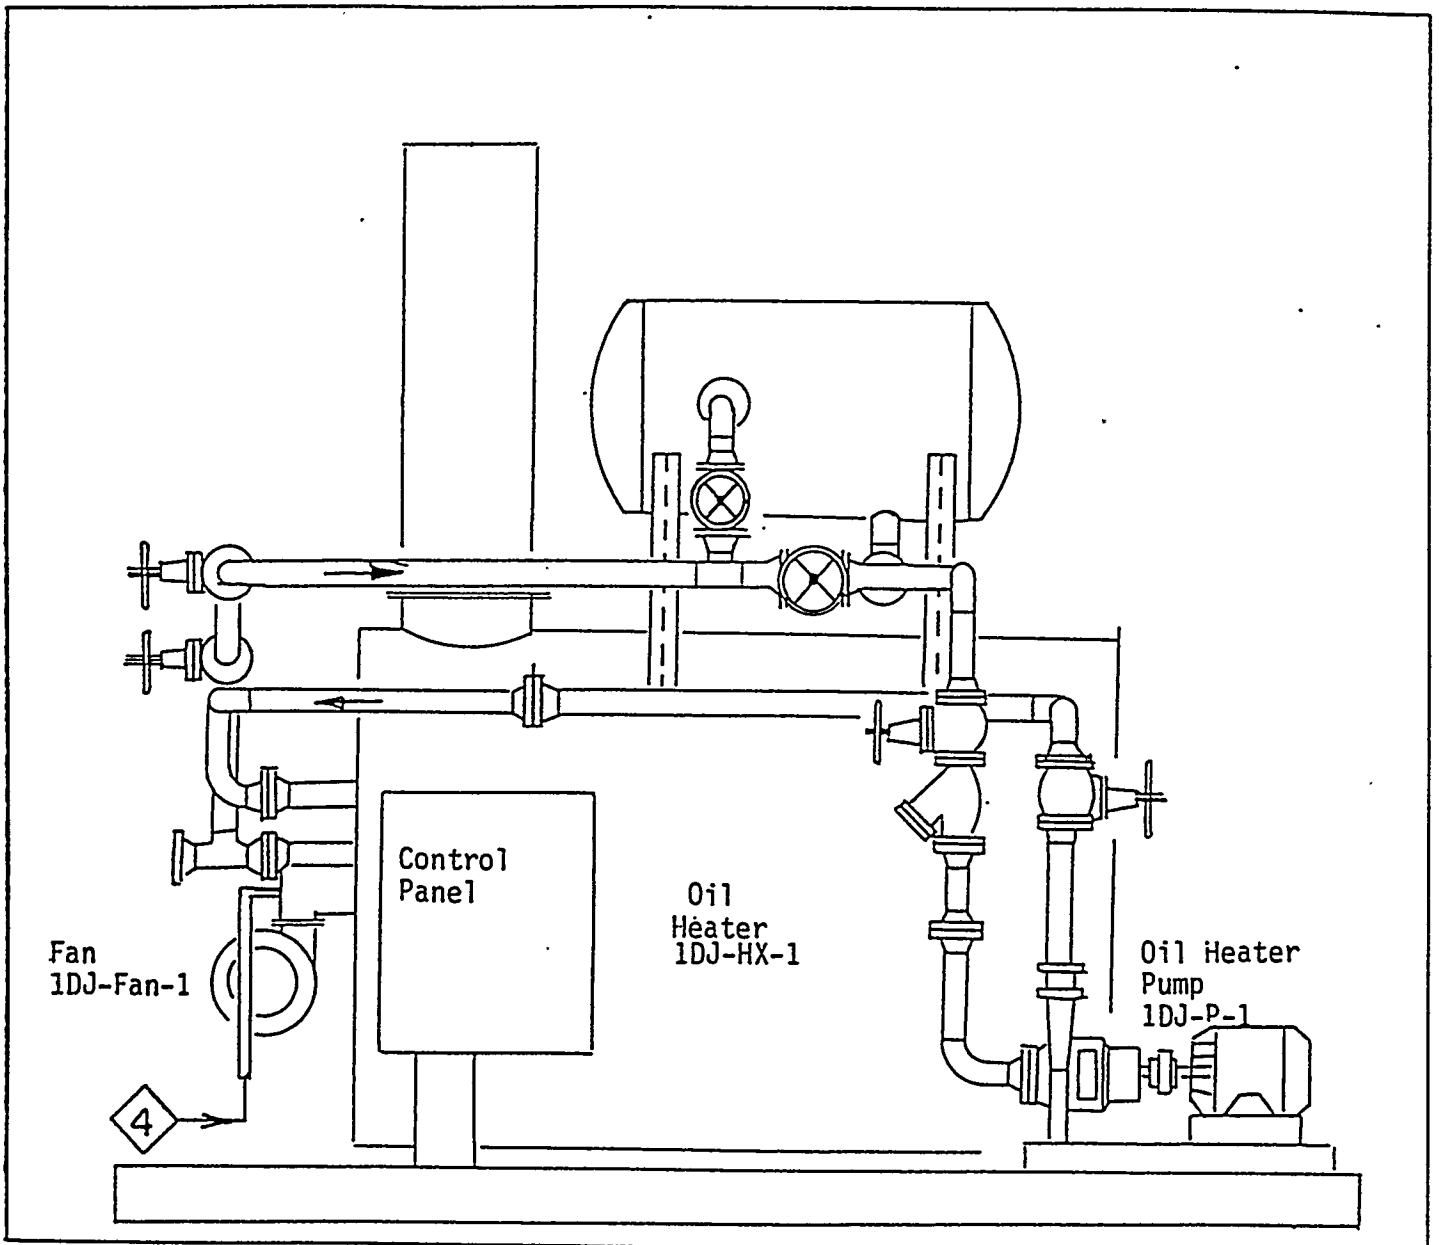 Control
Panel
Oil
Heater
1DJ-HX-1
Fan
1DJ-Fan-1
Oil Heater
Pump
1DJ-P-1
4